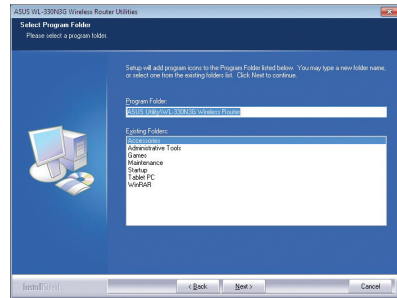 ASUS WL-330N3G Wireless Router Utilities
Select Program Folder
Please select a program folder.
Setup will add program icons to the Program Folder listed below. You may type a new folder name,
or select one from the existing folders list. Click Next to continue.
Program Folder:
ASUS Utility\WL-330N3G Wireless Router
Existing Folders:
Accessories
Administrative Tools
Games
Maintenance
Startup
Tablet PC
WinRAR
InstallShield
< Back
Next >
Cancel